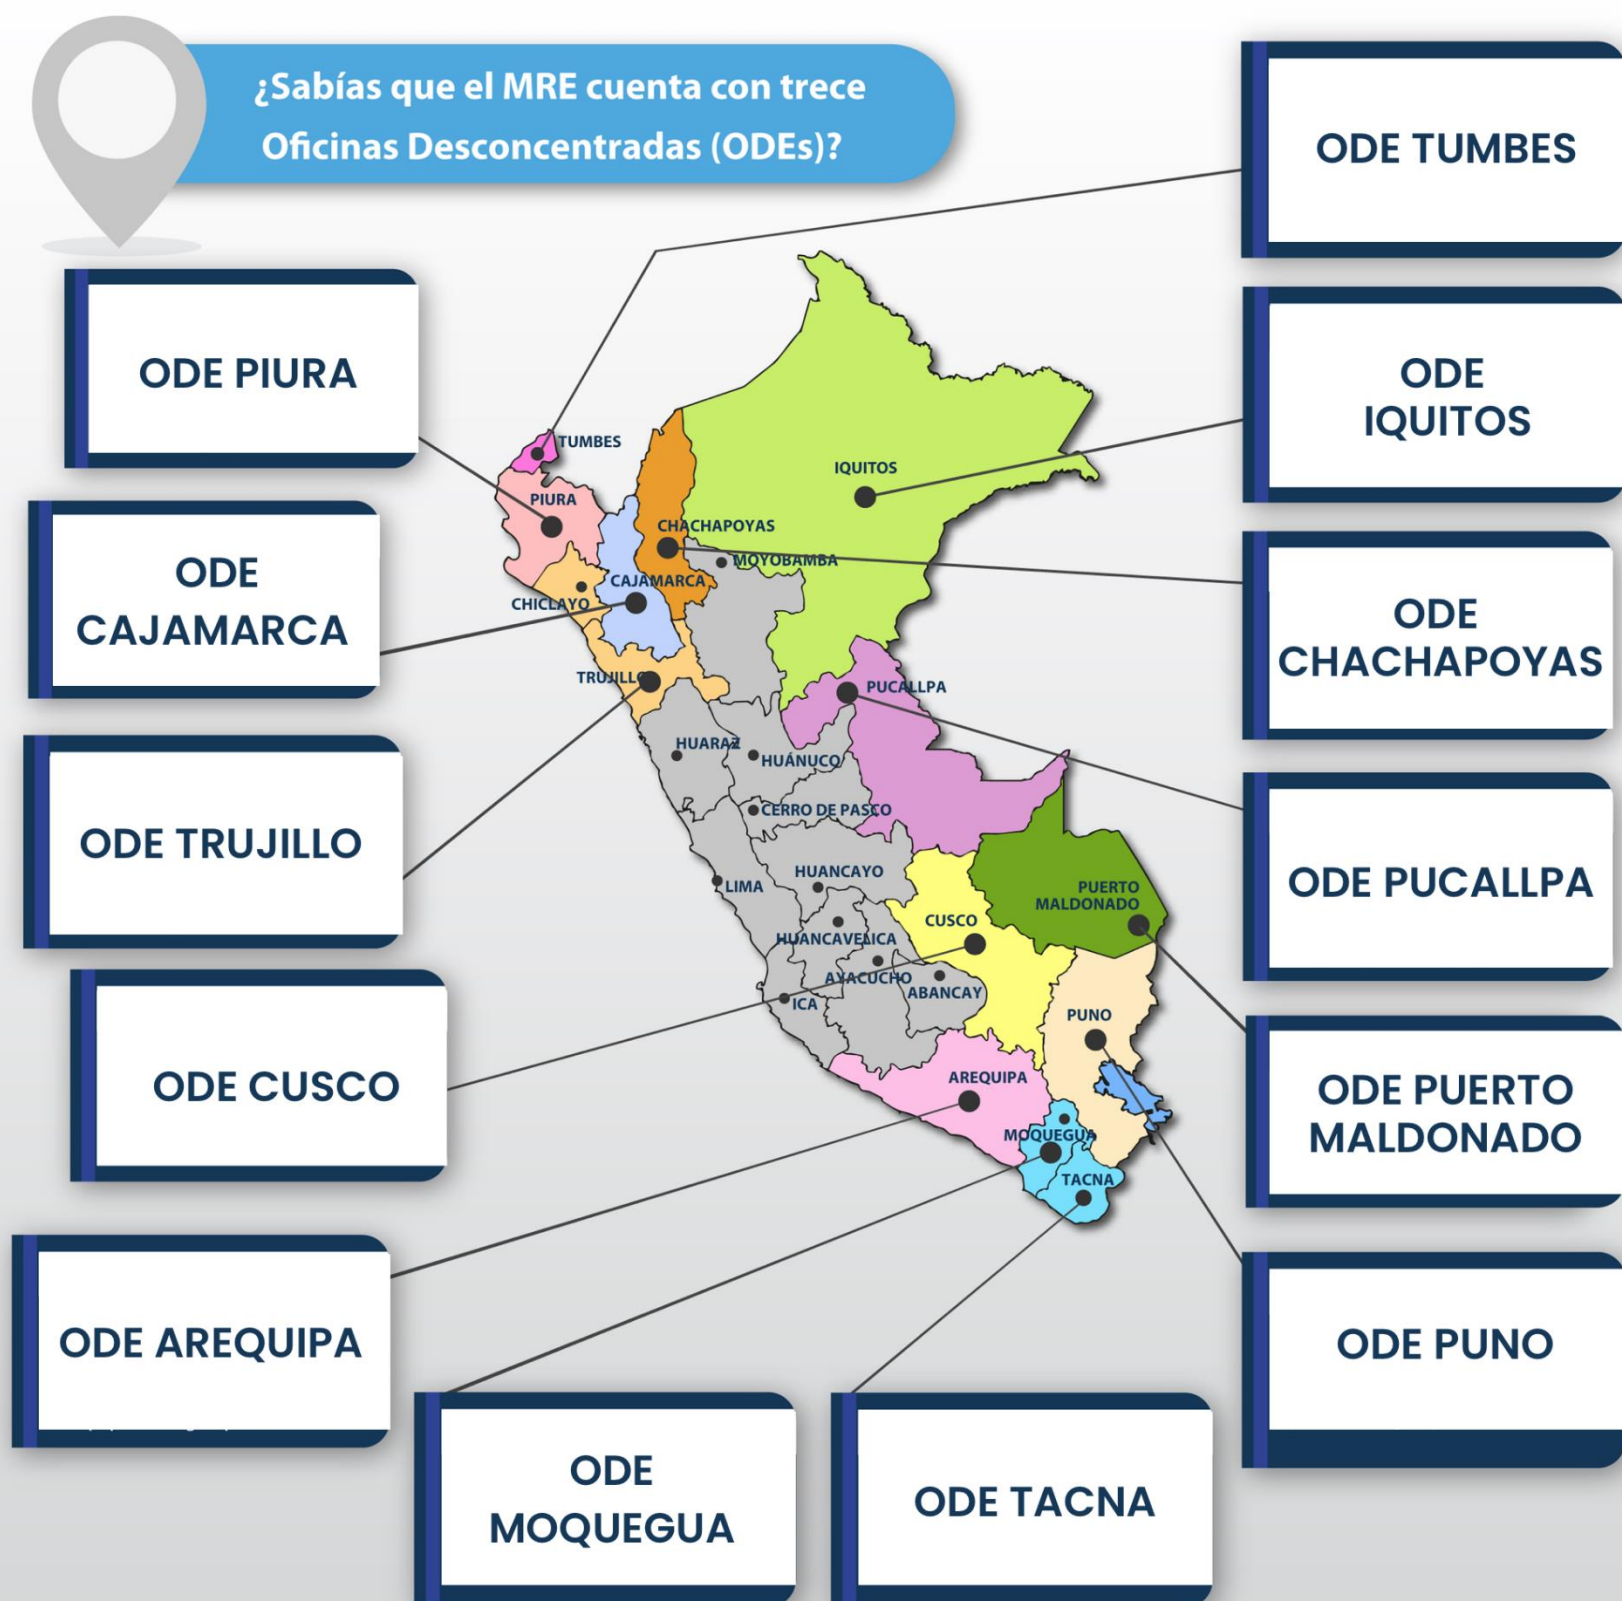 ¿Sabías que el MRE cuenta con trece
Oficinas Desconcentradas (ODEs)?
ODE TUMBES
ODE PIURA
ODE
IQUITOS
ODE
CAJAMARCA
ODE
CHACHAPOYAS
ODE TRUJILLO
ODE PUCALLPA
ODE CUSCO
ODE PUERTO
MALDONADO
ODE AREQUIPA
ODE PUNO
ODE
MOQUEGUA
ODE TACNA
TUMBES
IQUITOS
PIURA
CHACHAPOYAS
MOYOBAMBA
CAJAMARCA
CHICLAYO
TRUJILLO
PUCALLPA
HUARAZ
HUÁNUCO
CERRO DE PASCO
HUANCAYO
LIMA
PUERTO
MALDONADO
CUSCO
HUANCAVELICA
AYACUCHO
ABANCAY
ICA
PUNO
AREQUIPA
MOQUEGUA
TACNA